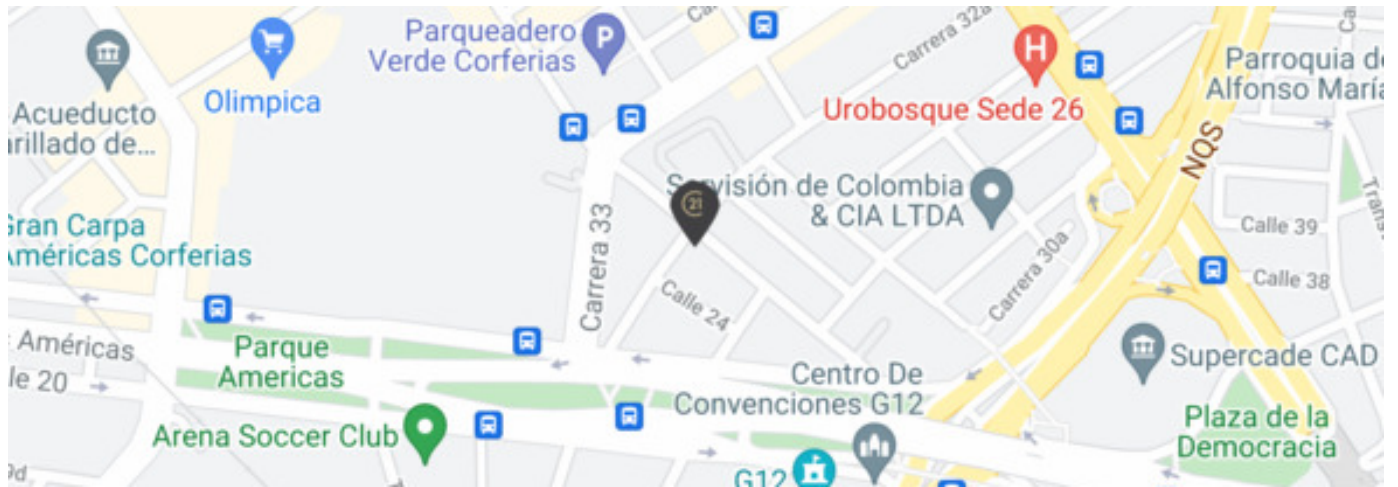 Parqueadero
Verde Corferias
P
Carrera 32a
H
Urobosque Sede 26
Parroquia de
Alfonso María
Olimpica
Acueducto
arillado de...
NQS
Servisión de Colombia
& CIA LTDA
21
Gran Carpa
Américas Corferias
Carrera 33
Calle 24
Carrera 30a
Calle 39
Calle 38
Américas
le 20
Parque
Americas
Supercade CAD
Centro De
Convenciones G12
Arena Soccer Club
Plaza de la
Democracia
9d
G12